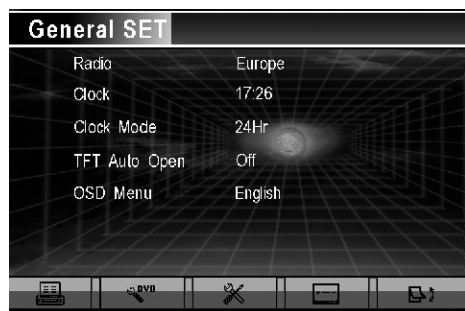 General SET
Radio Europe
Clock 17:26
Clock Mode 24Hr
TFT Auto Open Off
OSD Menu English
DVD